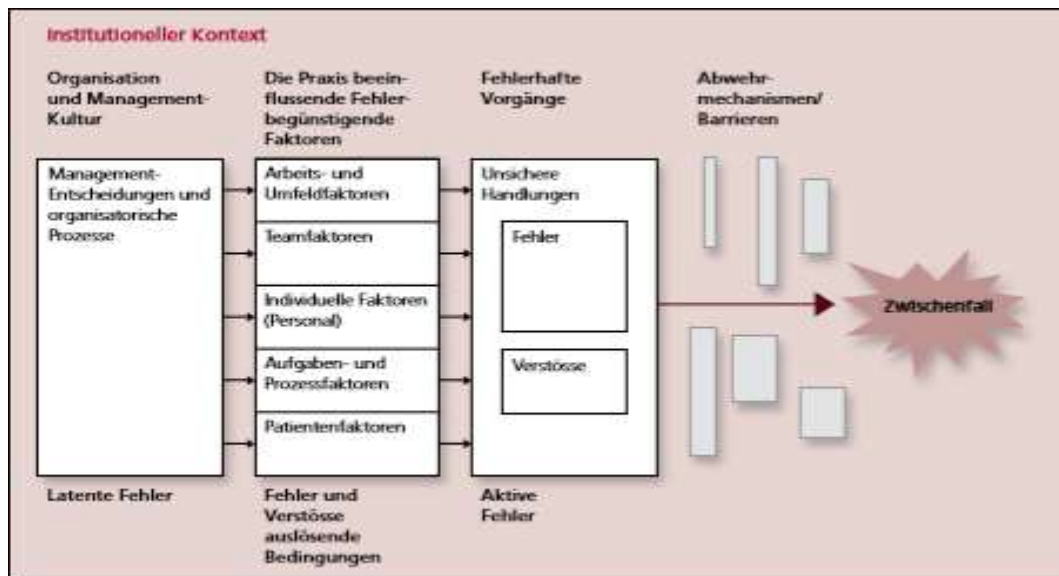 Institutioneller Kontext
Organisation
und Management-
Kultur
Die Praxis beein-
flussende Fehler-
begünstigende
Faktoren
Fehlerhafte
Vorgänge
Abwehr-
mechanismen/
Barrieren
Management-
Entscheidungen und
organisatorische
Prozesse
Arbeits- und
Umfeldfaktoren
Teamfaktoren
Individuelle Faktoren
(Personal)
Aufgaben- und
Prozessfaktoren
Patientenfaktoren
Unsichere
Handlungen
Fehler
Verstösse
Zwischenfall
Latente Fehler
Fehler und
Verstösse
auslösende
Bedingungen
Aktive
Fehler